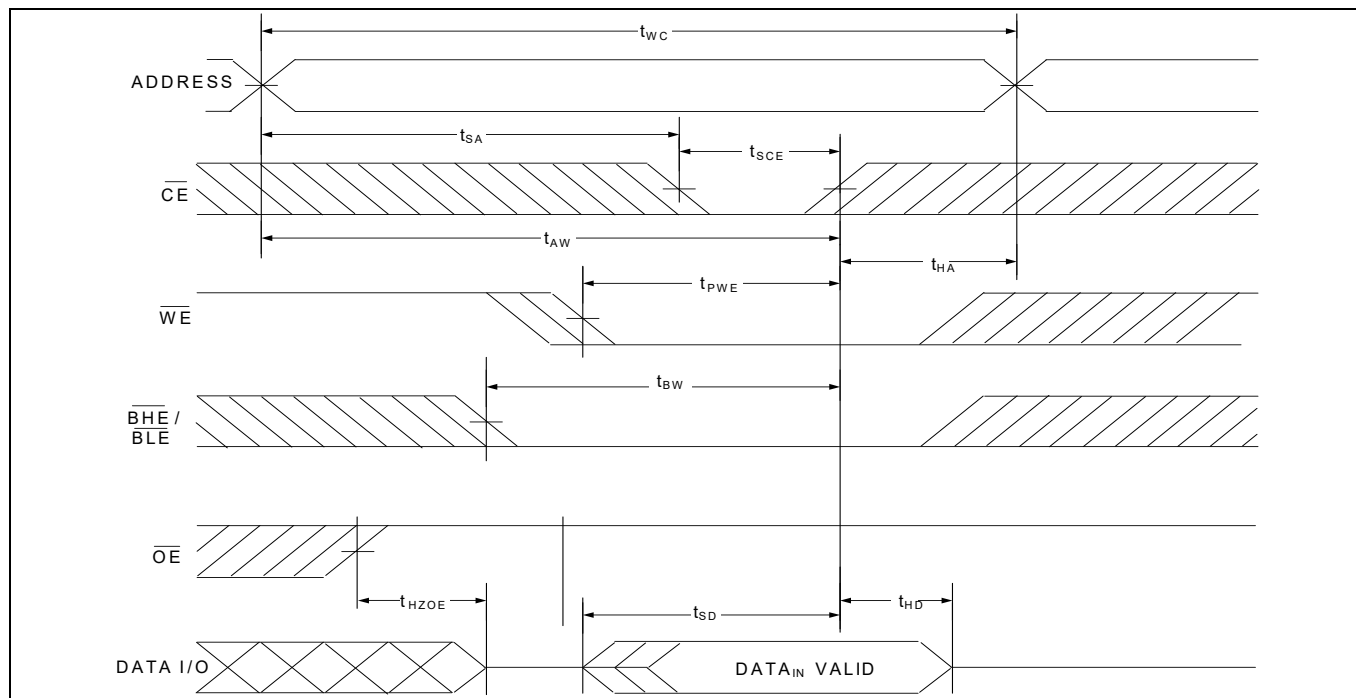 tWC
ADDRESS
tSA
tSCE
CE
tAW
tHA
tPWE
WE
tBW
BHE /
BLE
OE
tHZOE
tSD
tHD
DATA I/O
DATAIN VALID